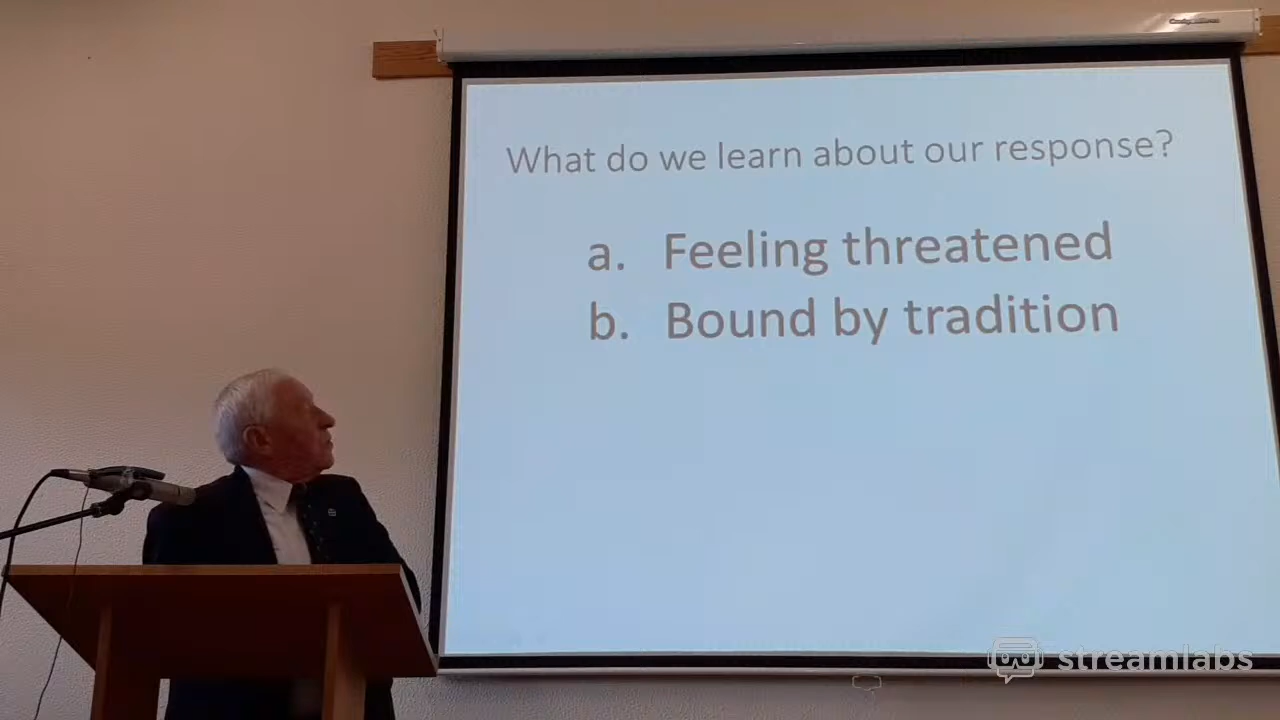 What do we learn about our response?
a. Feeling threatened
b. Bound by tradition
streamlabs